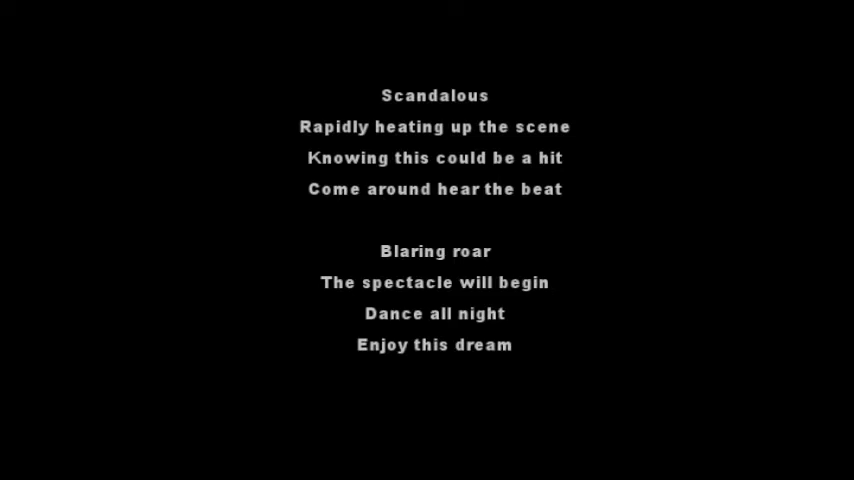 Scandalous
Rapidly heating up the scene
Knowing this could be a hit
Come around hear the beat
Blaring roar
The spectacle will begin
Dance all night
Enjoy this dream